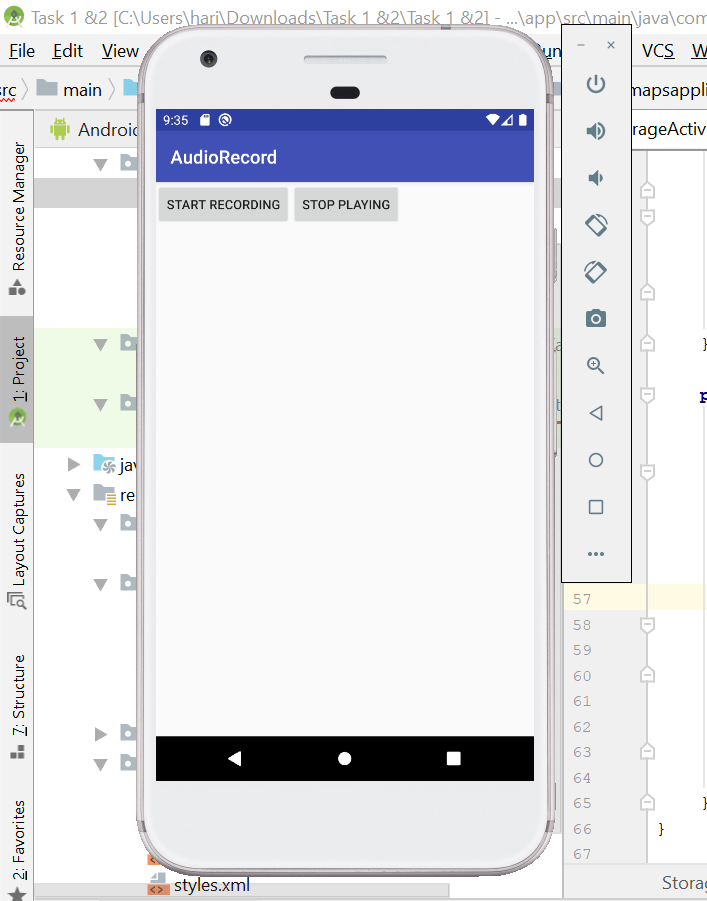 Task 1 &2 [C:\Users\hari\Downloads\Task 1 &2\Task 1 &2] - ...\app\src\main\java\com
File Edit View
VCS
src main
mapsappli
Android
rageActiv
9:35
AudioRecord
START RECORDING STOP PLAYING
Resource Manager
1: Project
Layout Captures
7: Structure
2: Favorites
jav
re
styles.xml
}
p
57
58
59
60
61
62
63
64
65 }
66 }
67
Storag